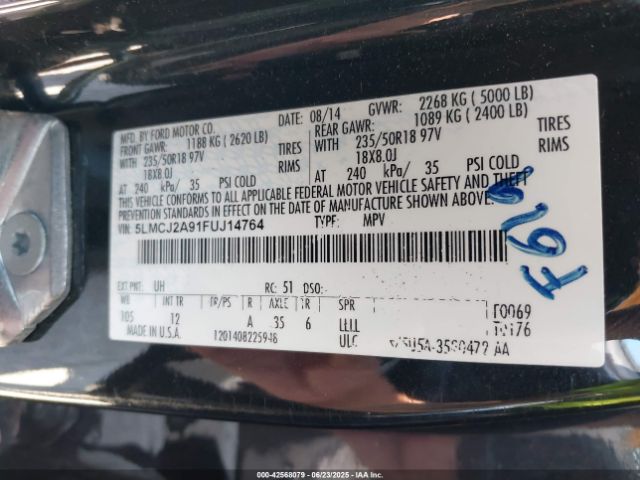 MFD. BY FORD MOTOR CO.
DATE: 08/14 GVWR: 2268 KG ( 5000 LB)
FRONT GAWR: 1188 KG ( 2620 LB) REAR GAWR: 1089 KG ( 2400 LB)
WITH 235/50R18 97V TIRES WITH 235/50R18 97V TIRES
18X8.0J RIMS 18X8.0J RIMS
AT 240 kPa/ 35 PSI COLD AT 240 kPa/ 35 PSI COLD
THIS VEHICLE CONFORMS TO ALL APPLICABLE FEDERAL MOTOR VEHICLE SAFETY AND THEFT
PREVENTION STANDARDS IN EFFECT ON THE DATE OF MANUFACTURE SHOWN ABOVE.
VIN: 5LMCJ2A91FUJ14764 TYPE: MPV
EXT PNT: UH RC: 51 DSO:
WB INT TR TP/PS R AXLE TR SPR
105 12 A 35 6 F0069
MADE IN U.S.A. T0176
ULC
000-42568079 | 06/23/2025 | IAA Inc.